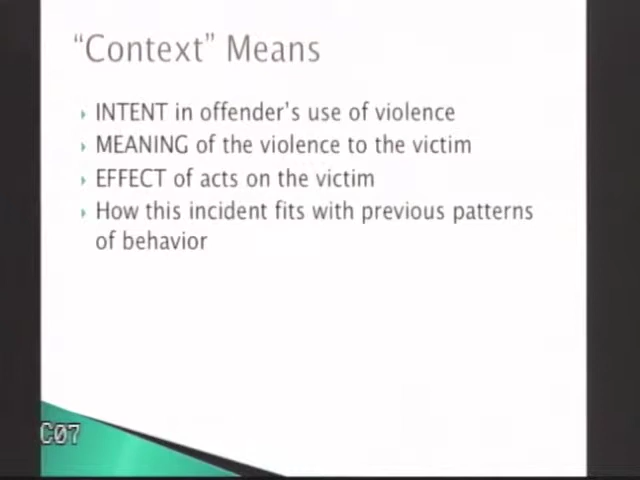 “Context” Means
INTENT in offender’s use of violence
MEANING of the violence to the victim
EFFECT of acts on the victim
How this incident fits with previous patterns
of behavior
C07